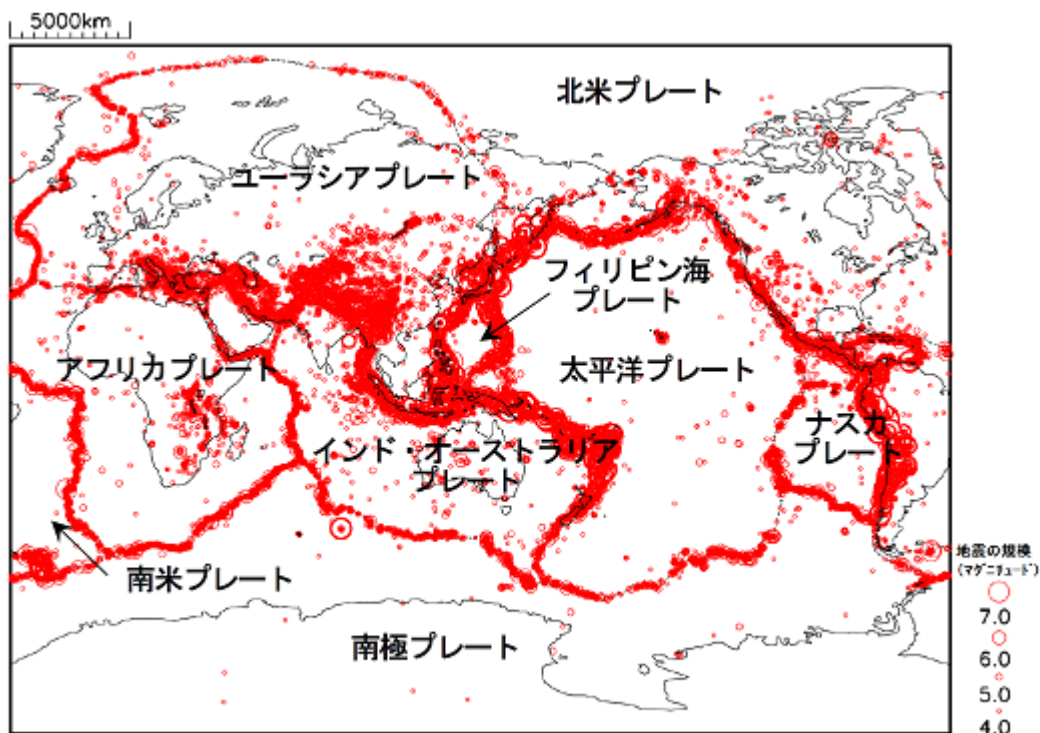 5000km
北米プレート
ユーラシアプレート
フィリピン海
プレート
アフリカプレート
太平洋プレート
ナスカ
プレート
インド・オーストラリア
プレート
南米プレート
南極プレート
地震の規模
(マグニチュード)
7.0
6.0
5.0
4.0